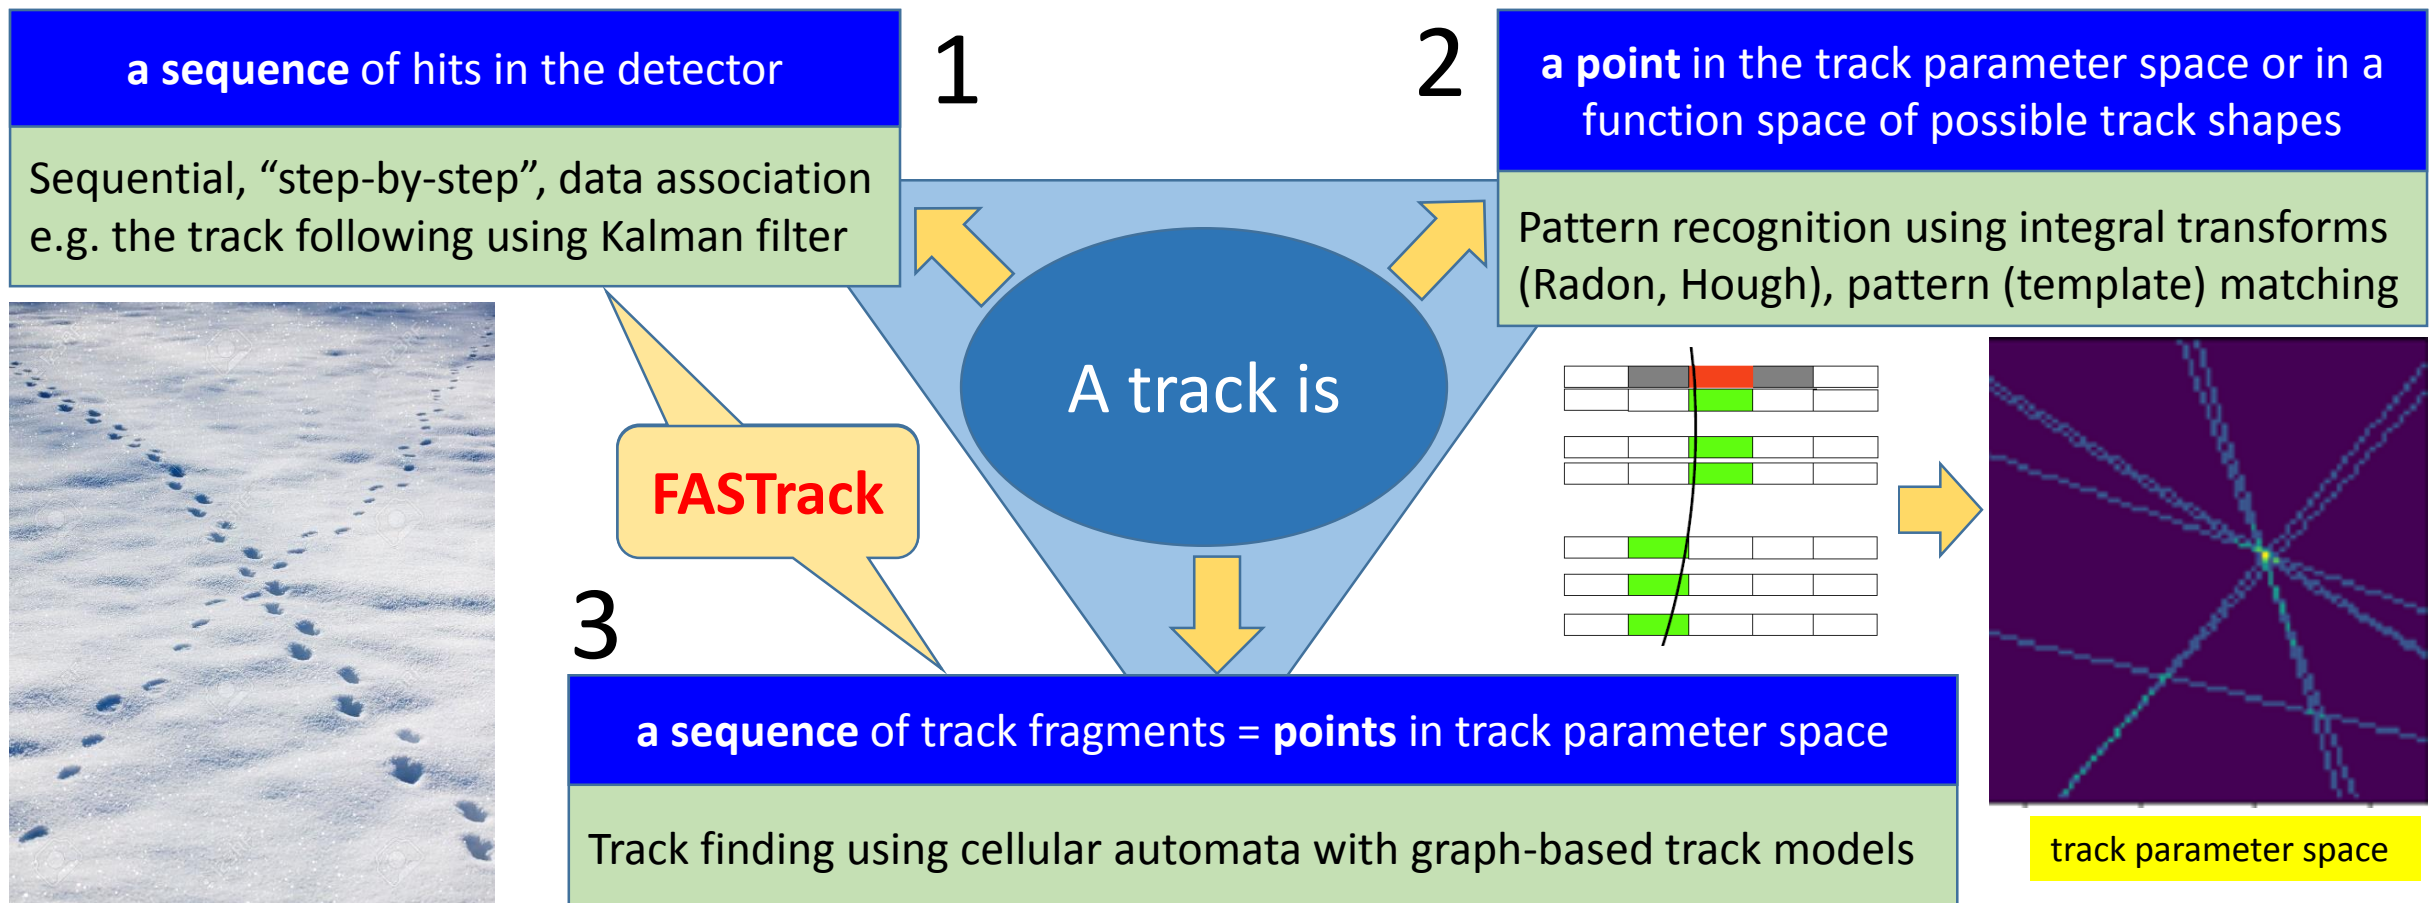 1
a sequence of hits in the detector
Sequential, “step-by-step”, data association
e.g. the track following using Kalman filter
2
a point in the track parameter space or in a
function space of possible track shapes
Pattern recognition using integral transforms
(Radon, Hough), pattern (template) matching
A track is
FASTrack
3
a sequence of track fragments = points in track parameter space
Track finding using cellular automata with graph-based track models
track parameter space